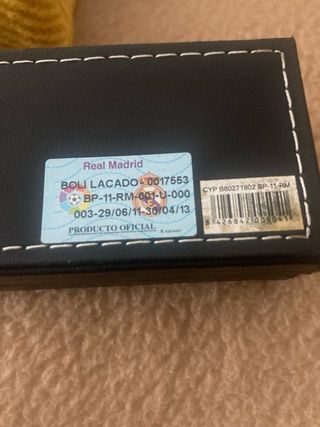 Real Madrid
BOLI LACADO - 0017553
BP-11-RM-001-U-000
003-29/06/11-30/04/13
PRODUCTO OFICIAL
CYP B80271802 BP-11-RM